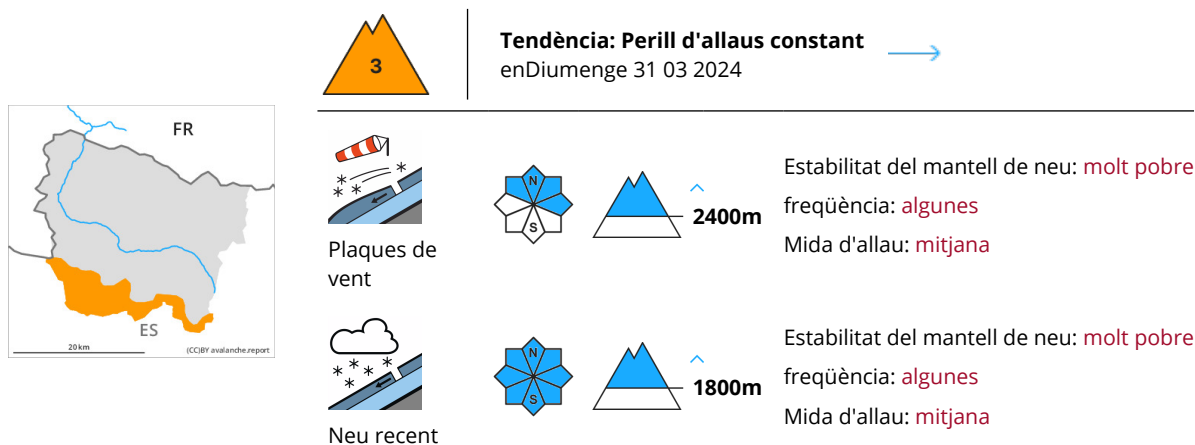 3
Tendència: Perill d'allaus constant
enDiumenge 31 03 2024
FR
ES
20 km
(CC)BY avalanche.report
Plaques de
vent
N
S
2400m
Estabilitat del mantell de neu: molt pobre
freqüència: algunes
Mida d'allau: mitjana
Neu recent
N
S
1800m
Estabilitat del mantell de neu: molt pobre
freqüència: algunes
Mida d'allau: mitjana